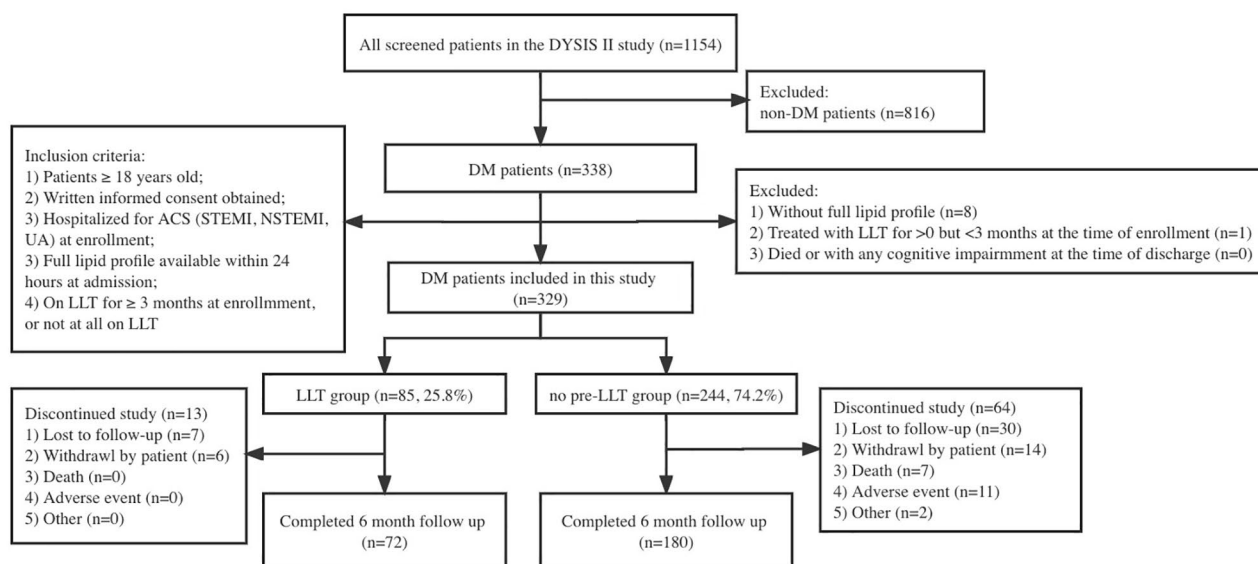 All screened patients in the DYSIS II study (n=1154)
Excluded:
non-DM patients (n=816)
DM patients (n=338)
Inclusion criteria:
1) Patients ≥ 18 years old;
2) Written informed consent obtained;
3) Hospitalized for ACS (STEMI, NSTEMI,
UA) at enrollment;
3) Full lipid profile available within 24
hours at admission;
4) On LLT for ≥ 3 months at enrollmment,
or not at all on LLT
Excluded:
1) Without full lipid profile (n=8)
2) Treated with LLT for >0 but <3 months at the time of enrollment (n=1)
3) Died or with any cognitive impairmment at the time of discharge (n=0)
DM patients included in this study
(n=329)
LLT group (n=85, 25.8%)
no pre-LLT group (n=244, 74.2%)
Discontinued study (n=13)
1) Lost to follow-up (n=7)
2) Withdrawl by patient (n=6)
3) Death (n=0)
4) Adverse event (n=0)
5) Other (n=0)
Discontinued study (n=64)
1) Lost to follow-up (n=30)
2) Withdrawl by patient (n=14)
3) Death (n=7)
4) Adverse event (n=11)
5) Other (n=2)
Completed 6 month follow up
(n=72)
Completed 6 month follow up
(n=180)